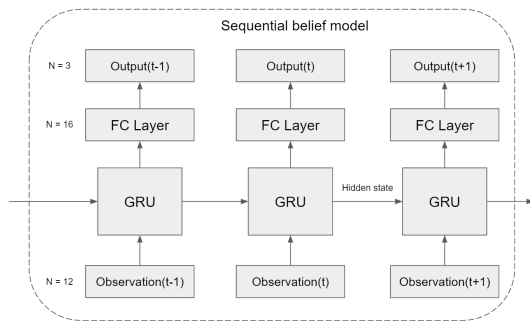 Sequential belief model
N = 3
Output(t-1)
Output(t)
Output(t+1)
N = 16
FC Layer
FC Layer
FC Layer
GRU
GRU
Hidden state
GRU
N = 12
Observation(t-1)
Observation(t)
Observation(t+1)